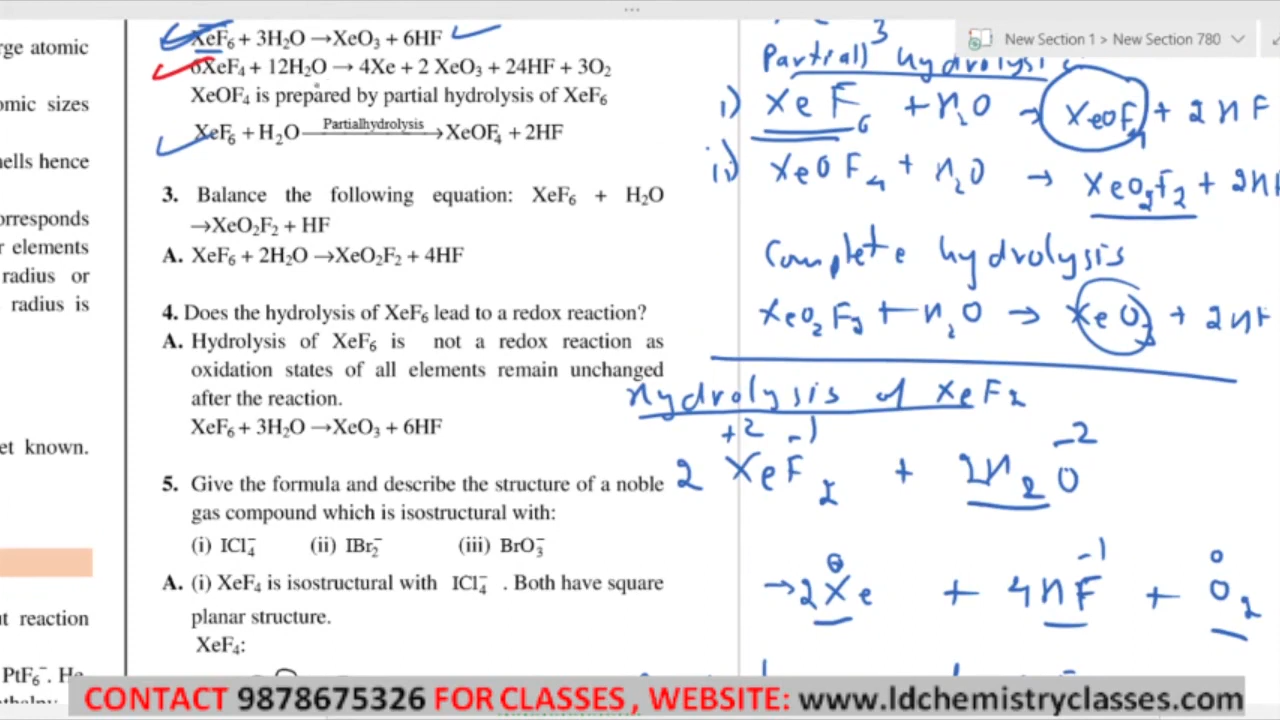 rge atomic
omic sizes
hells hence
orresponds
r elements
radius or
radius is
et known.
nt reaction
PtF₆⁻. He
XeF₆ + 3H₂O →XeO₃ + 6HF
6XeF₄ + 12H₂O → 4Xe + 2 XeO₃ + 24HF + 3O₂
XeOF₄ is prepared by partial hydrolysis of XeF₆
XeF₆ + H₂O —Partialhydrolysis→ XeOF₄ + 2HF
3. Balance the following equation: XeF₆ + H₂O
→XeO₂F₂ + HF
A. XeF₆ + 2H₂O →XeO₂F₂ + 4HF
4. Does the hydrolysis of XeF₆ lead to a redox reaction?
A. Hydrolysis of XeF₆ is not a redox reaction as
oxidation states of all elements remain unchanged
after the reaction.
XeF₆ + 3H₂O →XeO₃ + 6HF
5. Give the formula and describe the structure of a noble
gas compound which is isostructural with:
(i) ICl₄⁻ (ii) IBr₂⁻ (iii) BrO₃⁻
A. (i) XeF₄ is isostructural with ICl₄⁻ . Both have square
planar structure.
XeF₄:
New Section 1 > New Section 780
Partial hydrolysis
i) XeF₆ + H₂O → XeOF₄ + 2HF
ii) XeOF₄ + H₂O → XeO₂F₂ + 2HF
Complete hydrolysis
XeO₂F₂ + H₂O → XeO₃ + 2HF
Hydrolysis of XeF₂
+2 -1 -2
2 XeF₂ + 2H₂O
0 -1 0
→ 2Xe + 4HF + O₂
CONTACT 9878675326 FOR CLASSES , WEBSITE: www.ldchemistryclasses.com